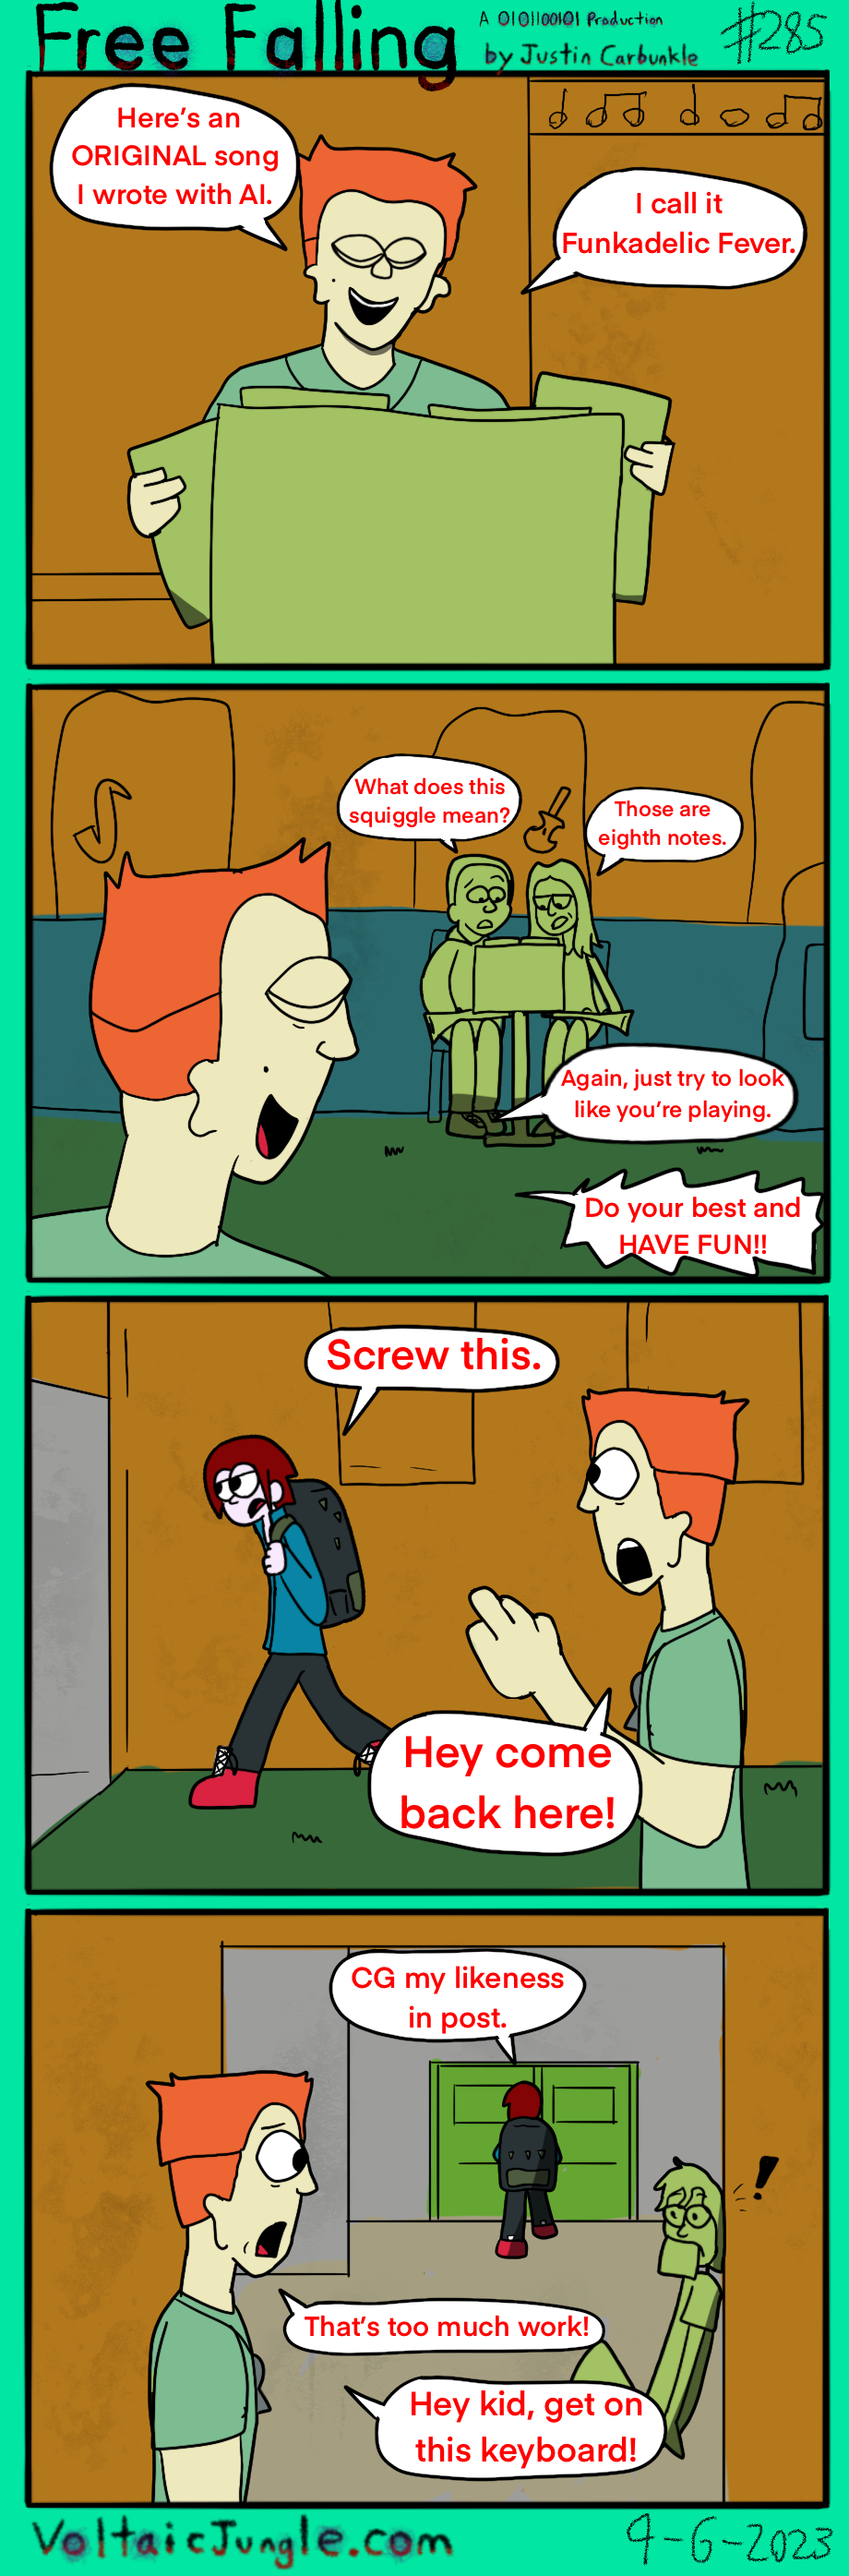 Free Falling
A 0101100101 Production
by Justin Carbunkle
#285
Here's an
ORIGINAL song
I wrote with AI.
I call it
Funkadelic Fever.
What does this
squiggle mean?
Those are
eighth notes.
Again, just try to look
like you're playing.
Do your best and
HAVE FUN!!
Screw this.
Hey come
back here!
CG my likeness
in post.
!
That's too much work!
Hey kid, get on
this keyboard!
VoltaicJungle.com
9-6-2023